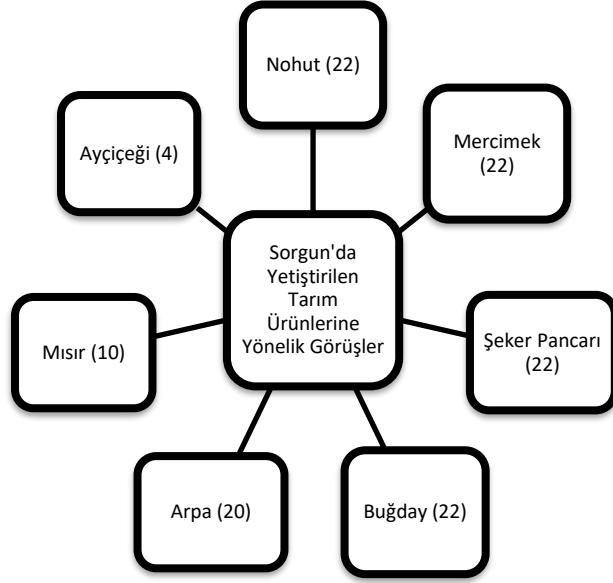 Nohut (22)
Mercimek
(22)
Şeker Pancarı
(22)
Buğday (22)
Arpa (20)
Mısır (10)
Ayçiçeği (4)
Sorgun'da
Yetiştirilen
Tarım
Ürünlerine
Yönelik Görüşler